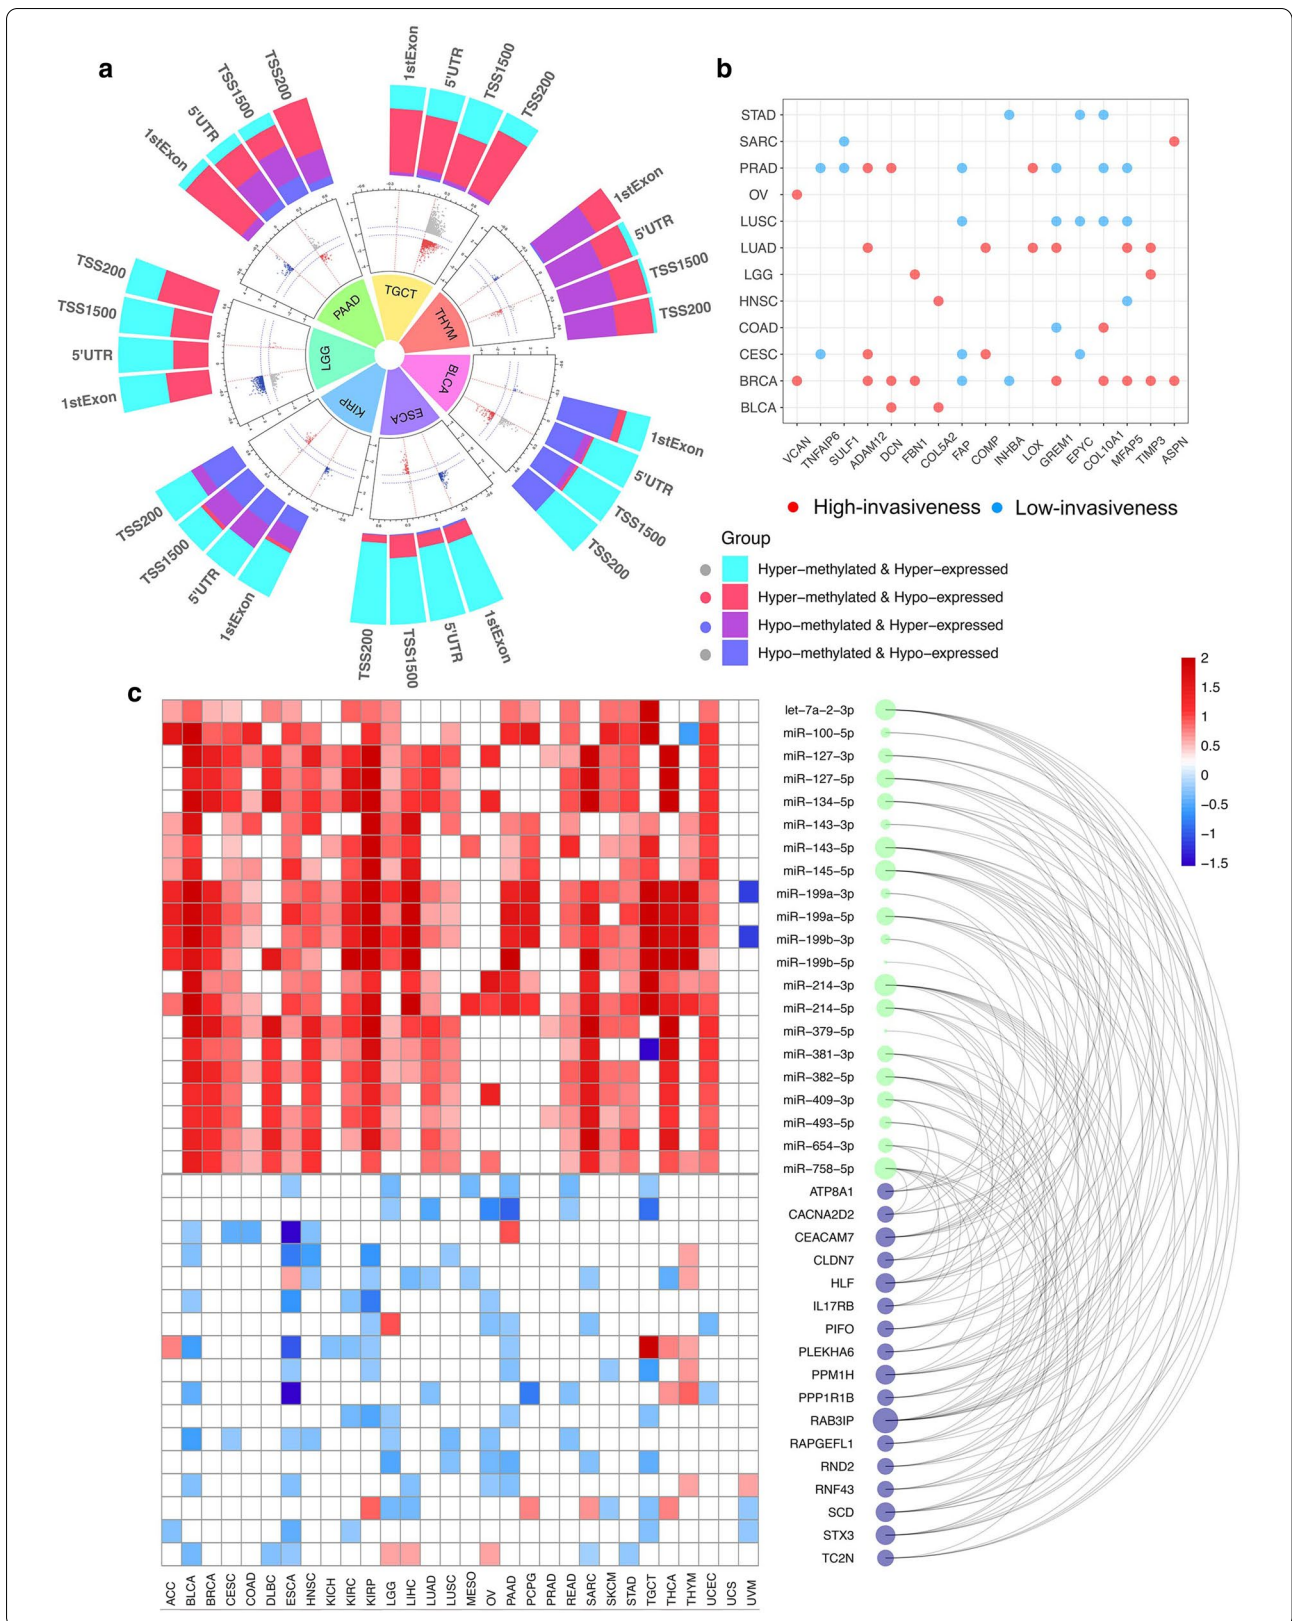 a
1stExon
5'UTR
TSS1500
TSS200
1stExon
5'UTR
TSS1500
TSS200
1stExon
5'UTR
TSS1500
TSS200
1stExon
5'UTR
TSS1500
TSS200
1stExon
5'UTR
TSS1500
TSS200
1stExon
5'UTR
TSS1500
TSS200
1stExon
5'UTR
TSS1500
TSS200
TGCT
THYM
BLCA
ESCA
KIRP
LGG
PAAD
b
STAD
SARC
PRAD
OV
LUSC
LUAD
LGG
HNSC
COAD
CESC
BRCA
BLCA
VCAN TNFAIP6 SULF1 ADAM12 DCN FBN1 COL5A2 FAP COMP INHBA LOX GREM1 EPYC COL10A1 MFAP5 TIMP3 ASPN
High-invasiveness Low-invasiveness
Group
Hyper-methylated & Hyper-expressed
Hyper-methylated & Hypo-expressed
Hypo-methylated & Hyper-expressed
Hypo-methylated & Hypo-expressed
c
2
1.5
1
0.5
0
-0.5
-1
-1.5
let-7a-2-3p
miR-100-5p
miR-127-3p
miR-127-5p
miR-134-5p
miR-143-3p
miR-143-5p
miR-145-5p
miR-199a-3p
miR-199a-5p
miR-199b-3p
miR-199b-5p
miR-214-3p
miR-214-5p
miR-379-5p
miR-381-3p
miR-382-5p
miR-409-3p
miR-493-5p
miR-654-3p
miR-758-5p
ATP8A1
CACNA2D2
CEACAM7
CLDN7
HLF
IL17RB
PIFO
PLEKHA6
PPM1H
PPP1R1B
RAB3IP
RAPGEFL1
RND2
RNF43
SCD
STX3
TC2N
ACC BLCA BRCA CESC COAD DLBC ESCA HNSC KICH KIRC KIRP LGG LIHC LUAD LUSC MESO OV PAAD PCPG PRAD READ SARC SKCM STAD TGCT THCA THYM UCEC UCS UVM